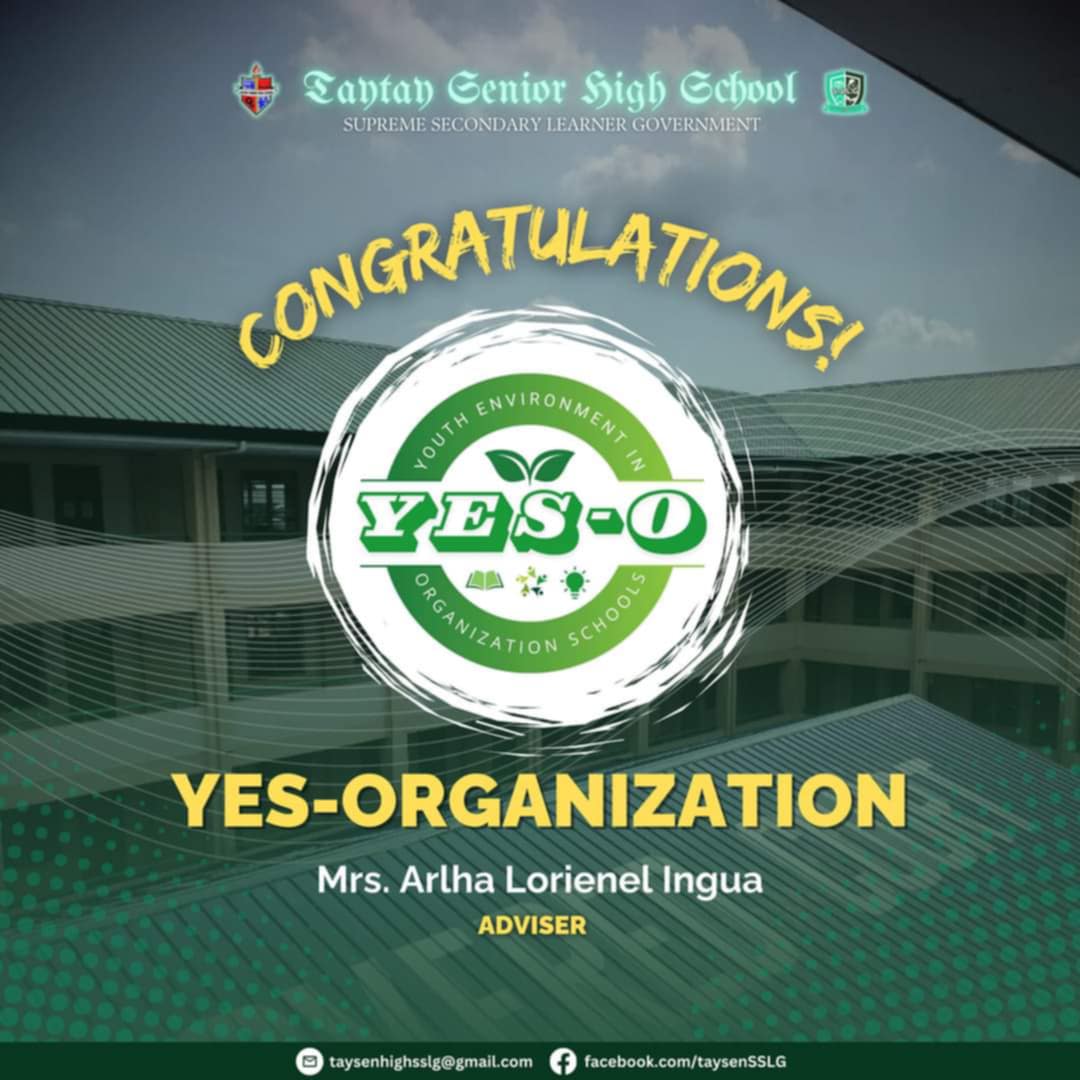 Taytay Senior High School
SUPREME SECONDARY LEARNER GOVERNMENT
CONGRATULATIONS!
YOUTH ENVIRONMENT IN
YES-O
ORGANIZATION SCHOOLS
YES-ORGANIZATION
Mrs. Arlha Lorienel Ingua
ADVISER
taysenhighsslg@gmail.com facebook.com/taysenSSLG